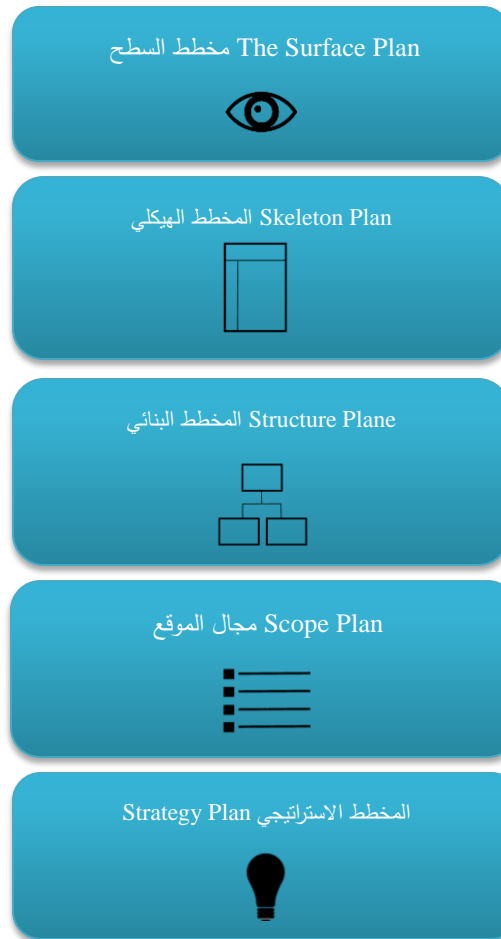 مخطط السطح The Surface Plan
المخطط الهيكلي Skeleton Plan
المخطط البنائي Structure Plane
مجال الموقع Scope Plan
المخطط الاستراتيجي Strategy Plan